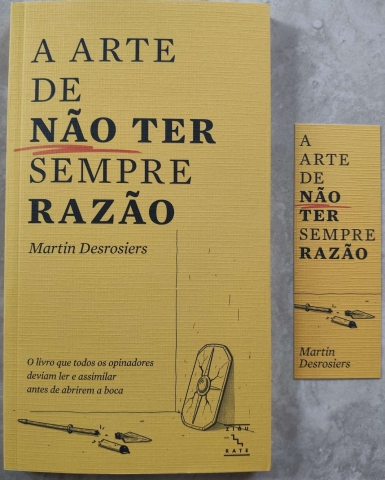 A ARTE
DE
NÃO TER
SEMPRE
RAZÃO
Martin Desrosiers
O livro que todos os opinadores
deviam ler e assimilar
antes de abrirem a boca
ZIGU
RATE
A
ARTE
DE
NÃO
TER
SEMPRE
RAZÃO
Martin
Desrosiers